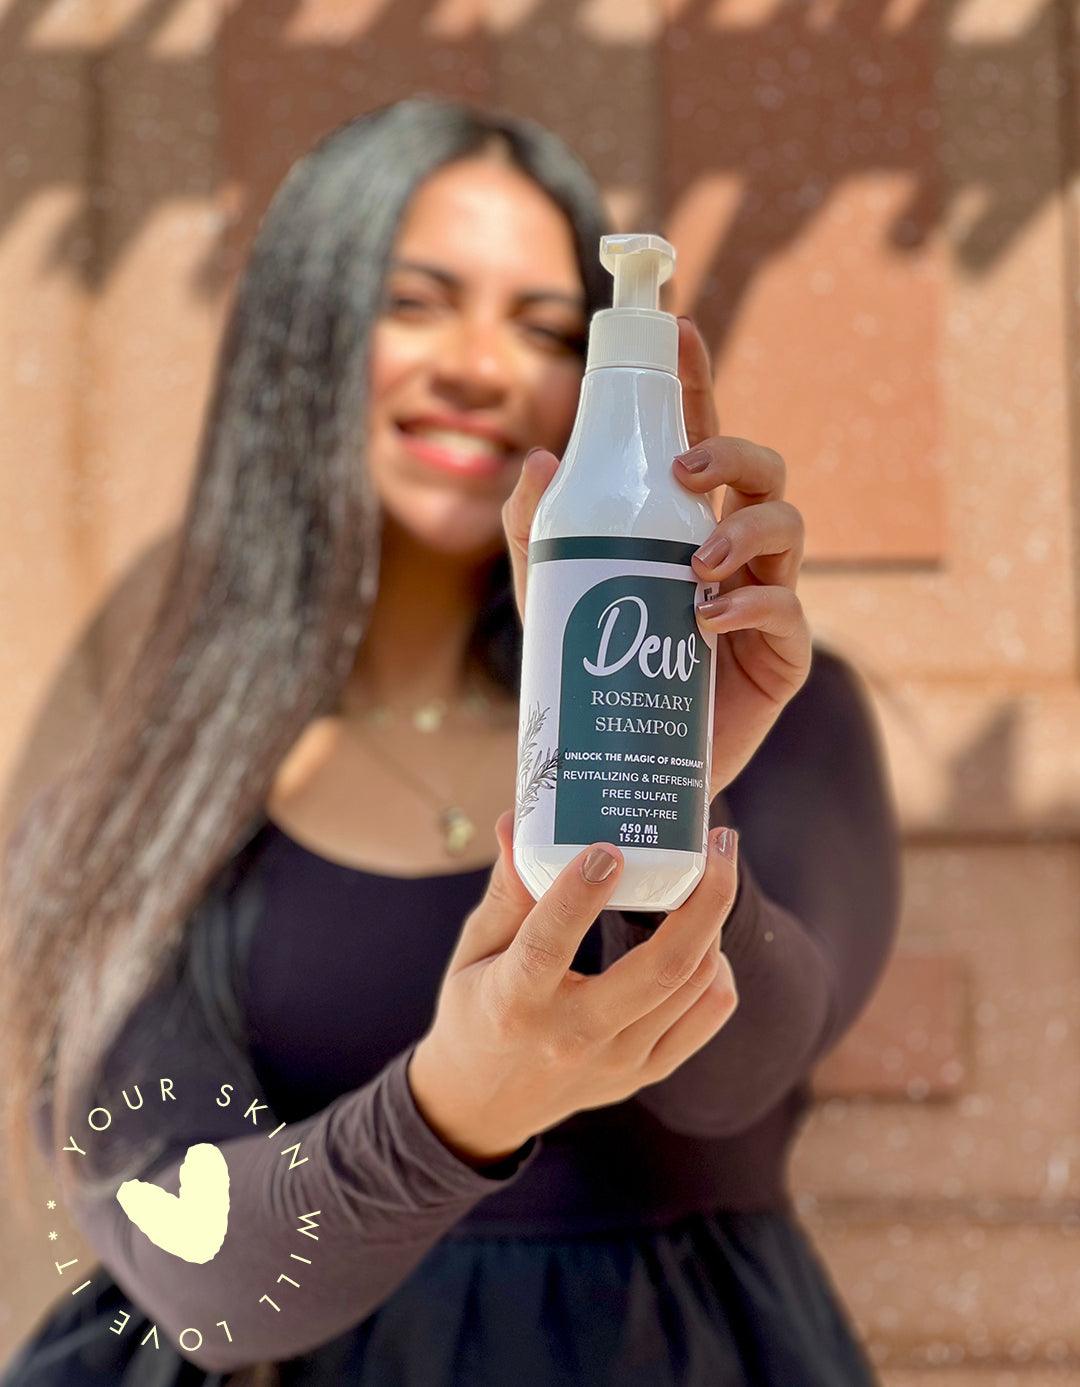 Dew
ROSEMARY
SHAMPOO
UNLOCK THE MAGIC OF ROSEMARY
REVITALIZING & REFRESHING
FREE SULFATE
CRUELTY-FREE
450 ML
15.21OZ
YOUR SKIN WILL LOVE IT**